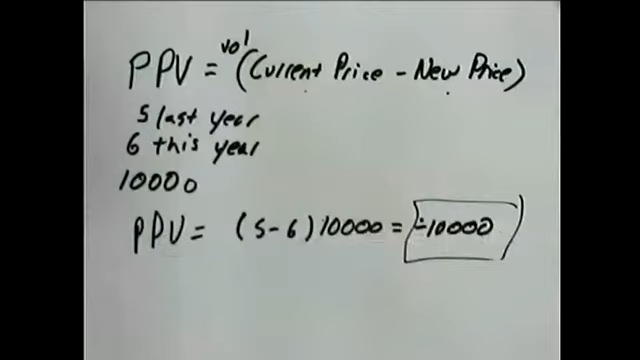 PPV = vol (Current Price - New Price)
5 last year
6 this year
10000
PPV = (5-6) 10000 = -10000